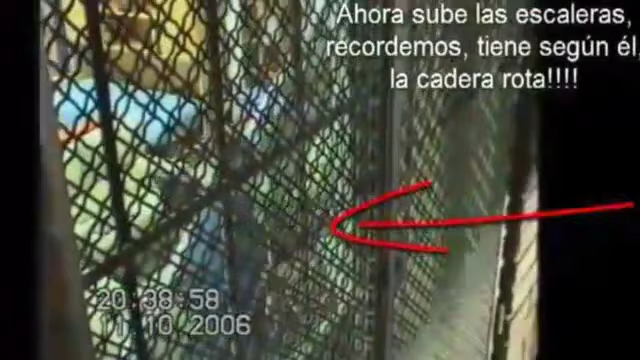 Ahora sube las escaleras,
recordemos, tiene según él,
la cadera rota!!!!
20:38:58
11.10.2006